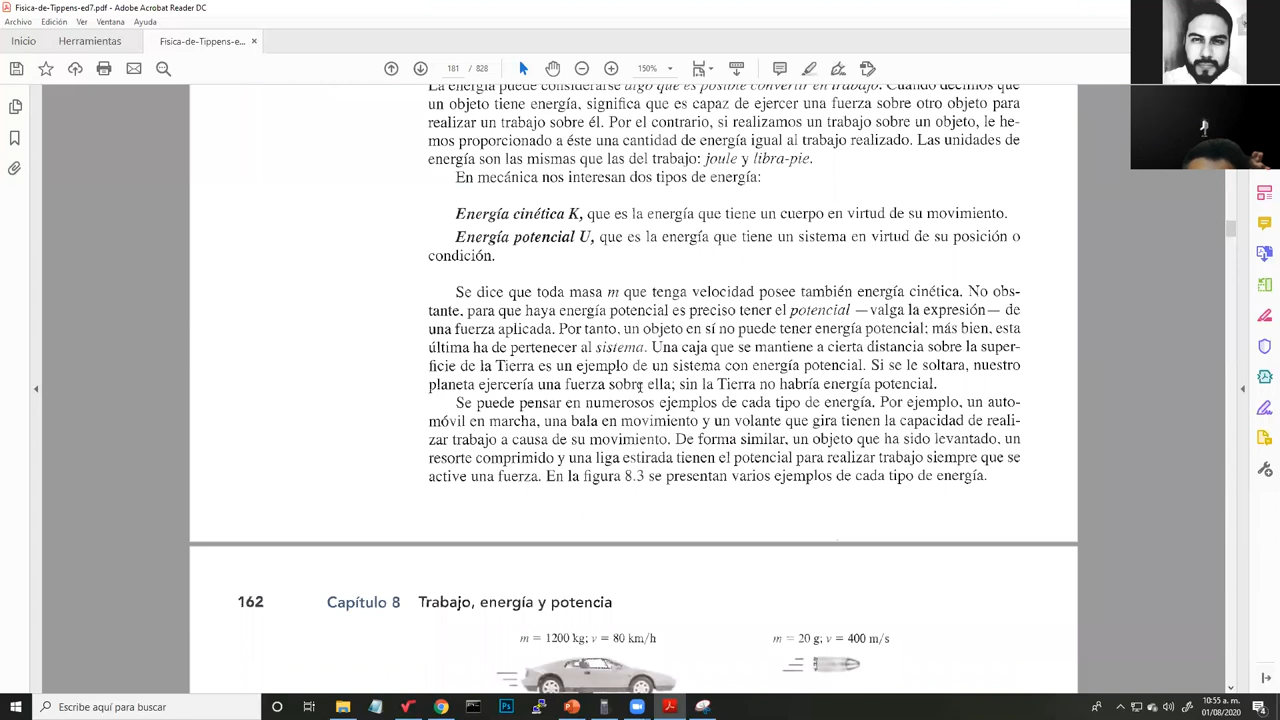 Fisica-de-Tippens-ed7.pdf - Adobe Acrobat Reader DC
Archivo Edición Ver Ventana Ayuda
Inicio Herramientas Fisica-de-Tippens-e... ×
181 / 828 150%
La energía puede considerarse algo que es posible convertir en trabajo. Cuando decimos que
un objeto tiene energía, significa que es capaz de ejercer una fuerza sobre otro objeto para
realizar un trabajo sobre él. Por el contrario, si realizamos un trabajo sobre un objeto, le he-
mos proporcionado a éste una cantidad de energía igual al trabajo realizado. Las unidades de
energía son las mismas que las del trabajo: joule y libra-pie.
En mecánica nos interesan dos tipos de energía:
Energía cinética K, que es la energía que tiene un cuerpo en virtud de su movimiento.
Energía potencial U, que es la energía que tiene un sistema en virtud de su posición o
condición.
Se dice que toda masa m que tenga velocidad posee también energía cinética. No obs-
tante, para que haya energía potencial es preciso tener el potencial —valga la expresión— de
una fuerza aplicada. Por tanto, un objeto en sí no puede tener energía potencial; más bien, esta
última ha de pertenecer al sistema. Una caja que se mantiene a cierta distancia sobre la super-
ficie de la Tierra es un ejemplo de un sistema con energía potencial. Si se le soltara, nuestro
planeta ejercería una fuerza sobre ella; sin la Tierra no habría energía potencial.
Se puede pensar en numerosos ejemplos de cada tipo de energía. Por ejemplo, un auto-
móvil en marcha, una bala en movimiento y un volante que gira tienen la capacidad de reali-
zar trabajo a causa de su movimiento. De forma similar, un objeto que ha sido levantado, un
resorte comprimido y una liga estirada tienen el potencial para realizar trabajo siempre que se
active una fuerza. En la figura 8.3 se presentan varios ejemplos de cada tipo de energía.
162 Capítulo 8 Trabajo, energía y potencia
m = 1200 kg; v = 80 km/h m = 20 g; v = 400 m/s
Escribe aquí para buscar
10:55 a. m.
01/08/2020